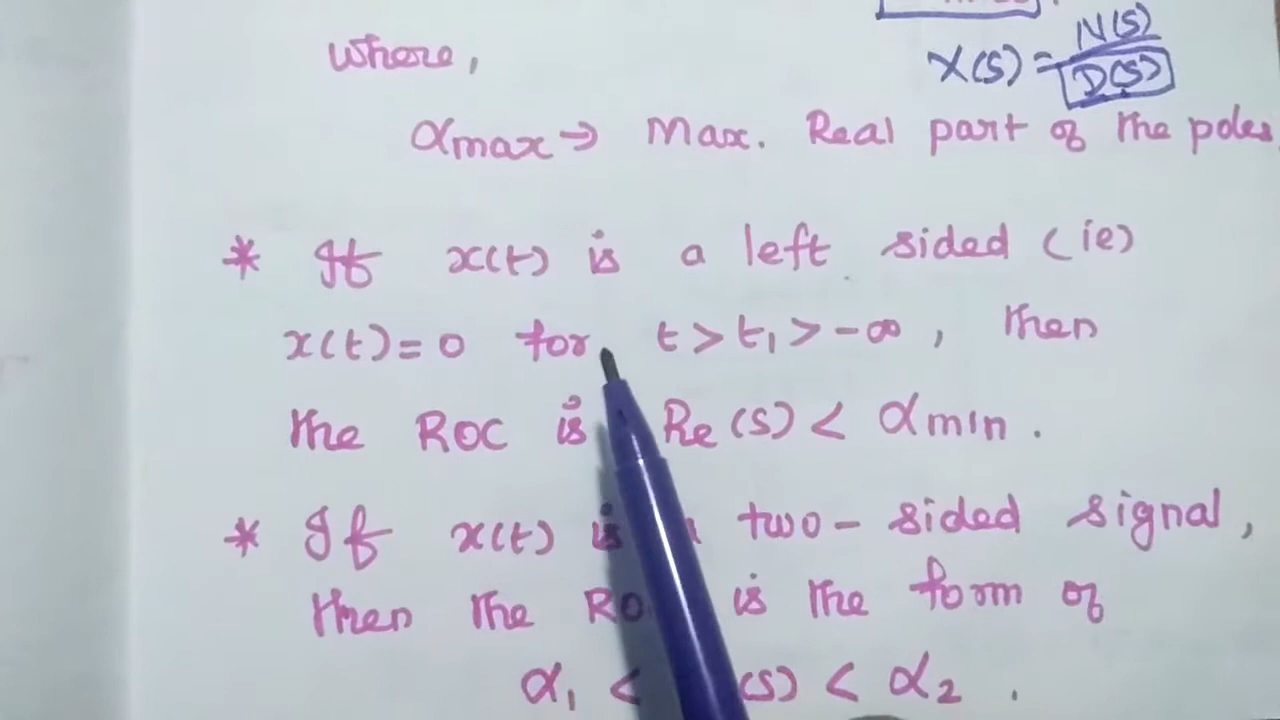 where,
X(s) = N(s) / D(s)
αmax → Max. Real part of the poles
* If x(t) is a left sided (ie)
x(t) = 0 for t > t₁ > -∞, then
the ROC is Re(s) < αmin.
* If x(t) is two-sided signal,
then the is the form of
α₁ < (s) < α₂.